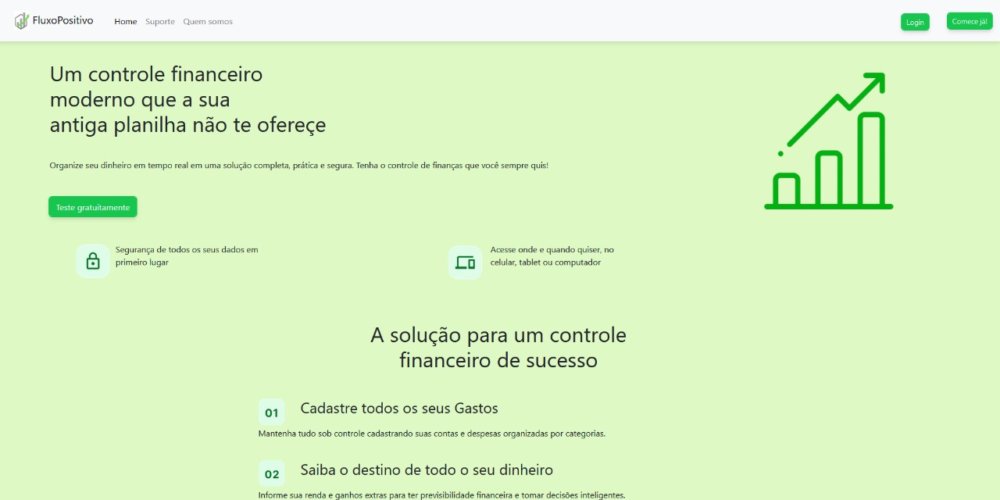 FluxoPositivo
Home
Suporte
Quem somos
Login
Comece já!
Um controle financeiro
moderno que a sua
antiga planilha não te ofereçe
Organize seu dinheiro em tempo real em uma solução completa, prática e segura. Tenha o controle de finanças que você sempre quis!
Teste gratuitamente
Segurança de todos os seus dados em
primeiro lugar
Acesse onde e quando quiser, no
celular, tablet ou computador
A solução para um controle
financeiro de sucesso
01 Cadastre todos os seus Gastos
Mantenha tudo sob controle cadastrando suas contas e despesas organizadas por categorias.
02 Saiba o destino de todo o seu dinheiro
Informe sua renda e ganhos extras para ter previsibilidade financeira e tomar decisões inteligentes.